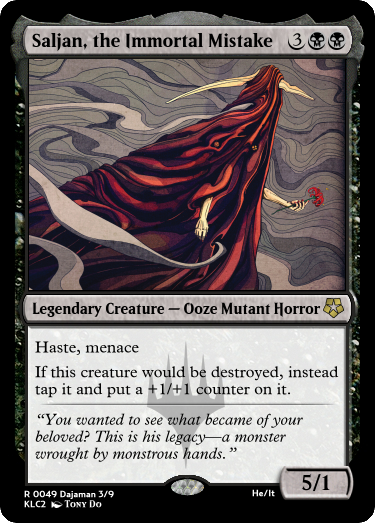 Saljan, the Immortal Mistake 3
Legendary Creature — Ooze Mutant Horror
Haste, menace
If this creature would be destroyed, instead
tap it and put a +1/+1 counter on it.
“You wanted to see what became of your
beloved? This is his legacy—a monster
wrought by monstrous hands.”
5/1
R 0049 Dajaman 3/9 He/It
KLC2 Tony Do